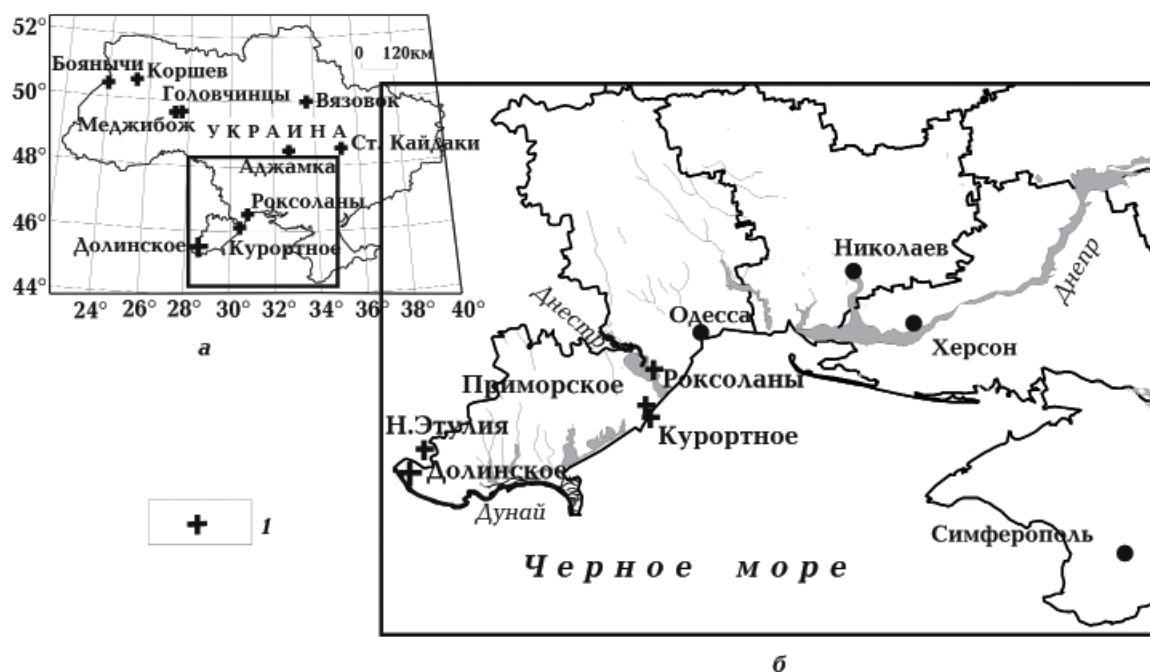 52°
50°
48°
46°
44°
24°
26°
28°
30°
32°
34°
36°
38°
40°
0 120км
Боянычи
Коршев
Головчинцы
Вязовок
Меджибож
УКРАИНА
Ст. Кайдаки
Аджамка
Роксоланы
Долинское
Курортное
а
Николаев
Днепр
Днестр
Одесса
Херсон
Приморское
Роксоланы
Н.Этулия
Курортное
Долинское
Дунай
1
Симферополь
Черное море
б